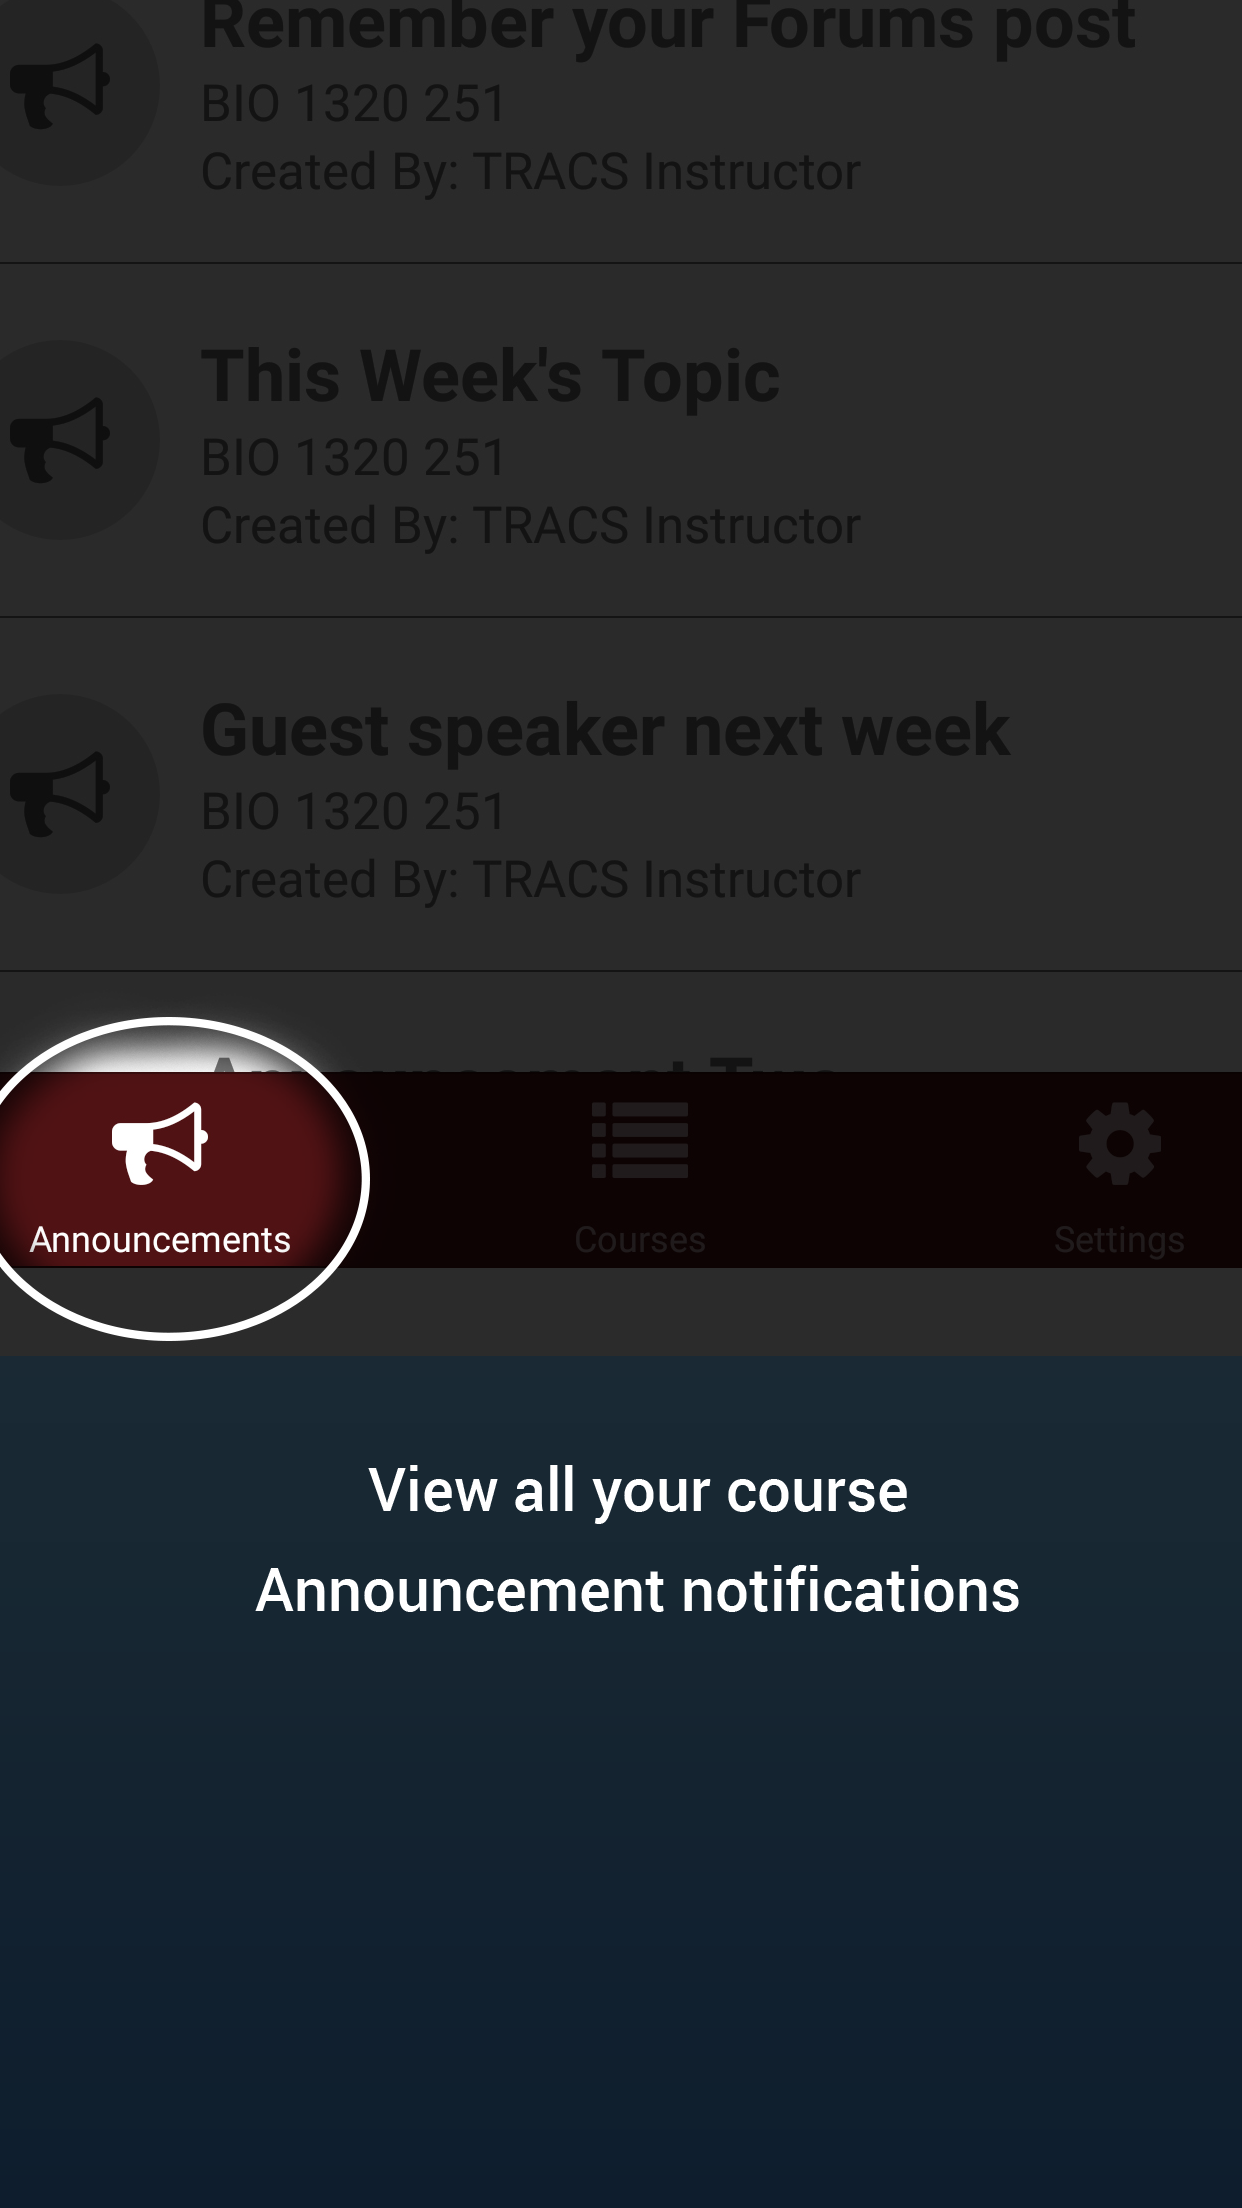 Remember your Forums post
BIO 1320 251
Created By: TRACS Instructor
This Week's Topic
BIO 1320 251
Created By: TRACS Instructor
Guest speaker next week
BIO 1320 251
Created By: TRACS Instructor
Announcement Two
Announcements
Courses
Settings
View all your course
Announcement notifications